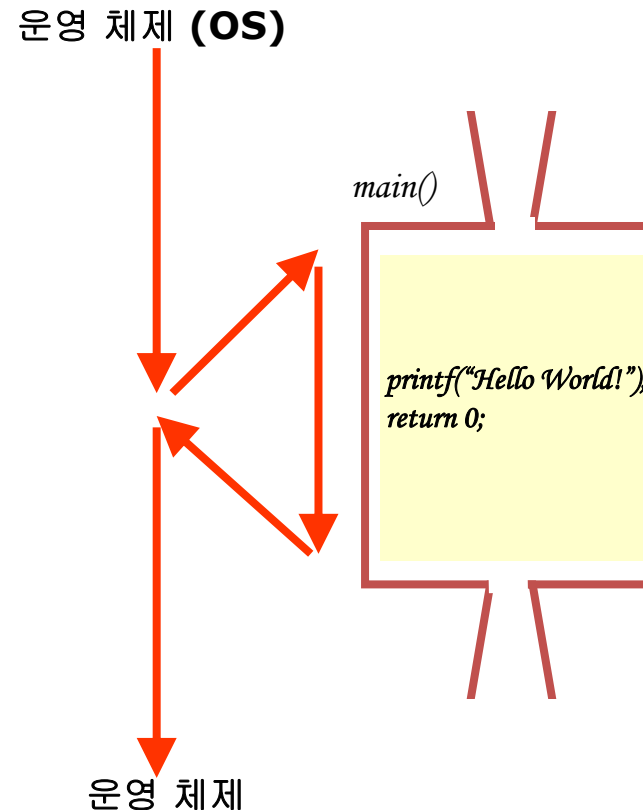 운영 체제 (OS)
main()
printf(“Hello World!”);
return 0;
운영 체제